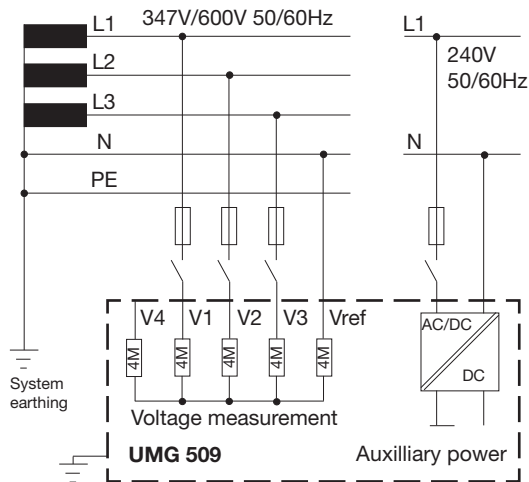 L1 347V/600V 50/60Hz
L1
240V
50/60Hz
L2
L3
N
N
PE
V4 V1 V2 V3 Vref
AC/DC
DC
4M 4M 4M 4M 4M
System
earthing
Voltage measurement
UMG 509
Auxilliary power